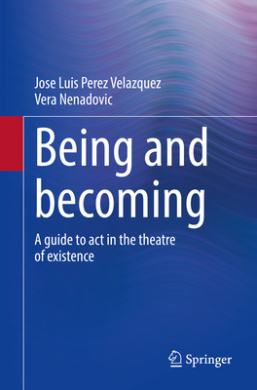 Jose Luis Perez Velazquez
Vera Nenadovic
Being and
becoming
A guide to act in the theatre
of existence
Springer